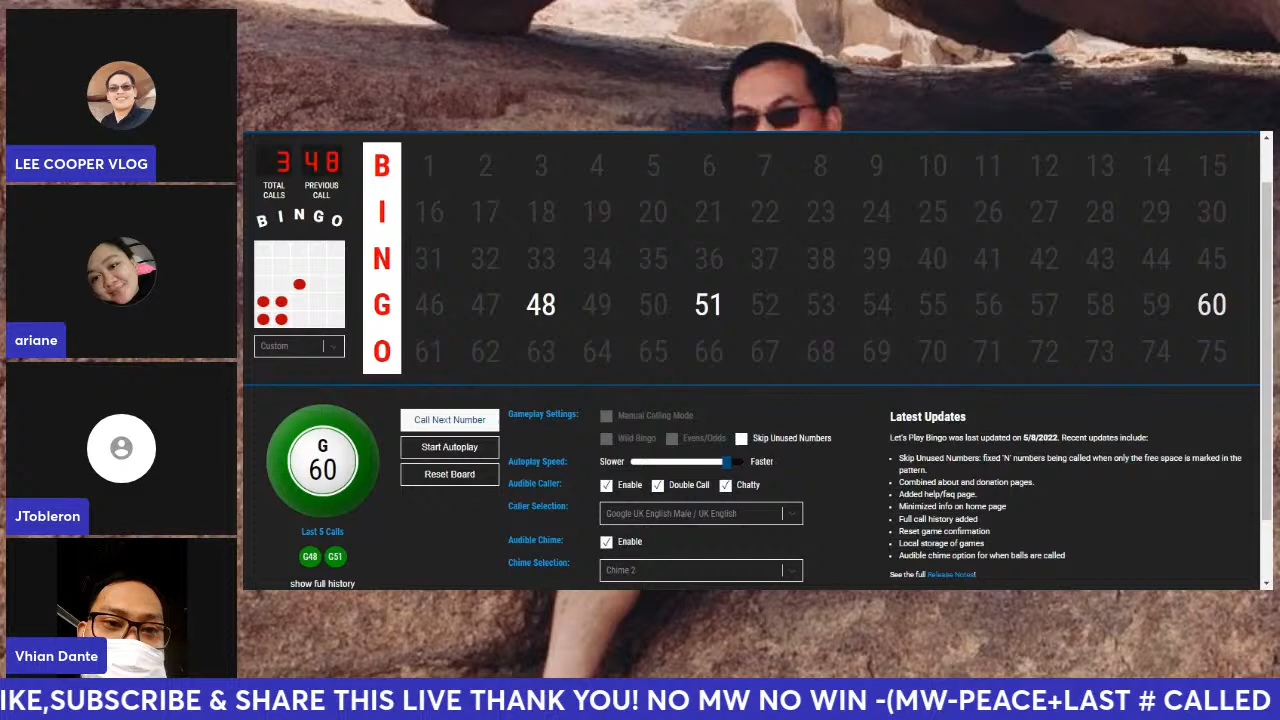 LEE COOPER VLOG
ariane
JTobleron
Vhian Dante
3 48
TOTAL CALLS PREVIOUS CALL
B I N G O
Custom
B 1 2 3 4 5 6 7 8 9 10 11 12 13 14 15
I 16 17 18 19 20 21 22 23 24 25 26 27 28 29 30
N 31 32 33 34 35 36 37 38 39 40 41 42 43 44 45
G 46 47 48 49 50 51 52 53 54 55 56 57 58 59 60
O 61 62 63 64 65 66 67 68 69 70 71 72 73 74 75
G
60
Last 5 Calls
G48 G51
show full history
Call Next Number
Start Autoplay
Reset Board
Gameplay Settings: Manual Calling Mode
Wild Bingo Evens/Odds Skip Unused Numbers
Autoplay Speed: Slower Faster
Audible Caller: Enable Double Call Chatty
Caller Selection: Google UK English Male / UK English
Audible Chime: Enable
Chime Selection: Chime 2
Latest Updates
Let's Play Bingo was last updated on 5/8/2022. Recent updates include:
• Skip Unused Numbers: fixed 'N' numbers being called when only the free space is marked in the
pattern.
• Combined about and donation pages.
• Added help/faq page.
• Minimized info on home page
• Full call history added
• Reset game confirmation
• Local storage of games
• Audible chime option for when balls are called
See the full Release Notes!
IKE,SUBSCRIBE & SHARE THIS LIVE THANK YOU! NO MW NO WIN -(MW-PEACE+LAST # CALLED